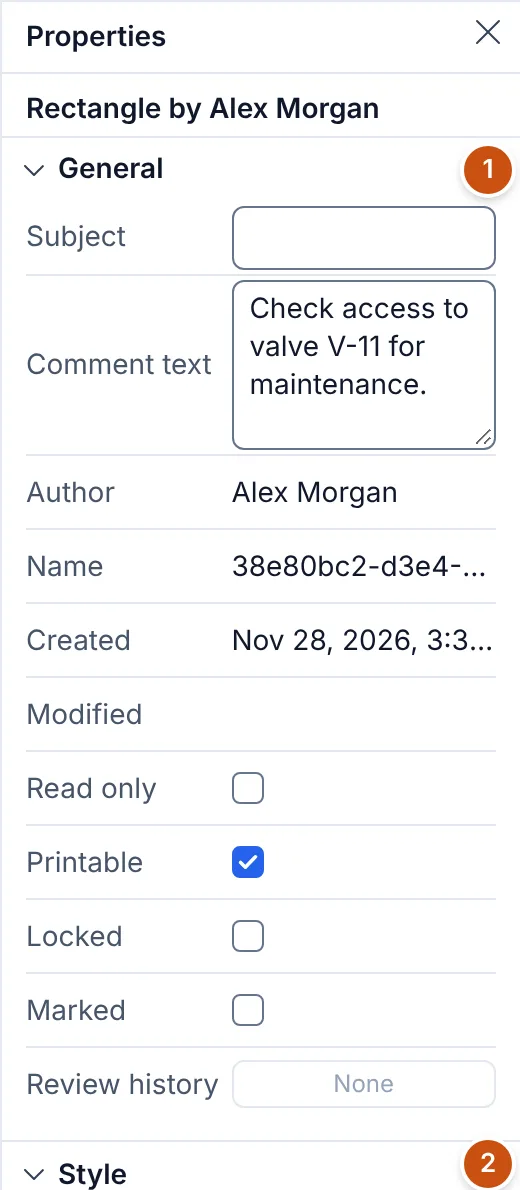 Properties
Rectangle by Alex Morgan
General 1
Subject
Comment text
Check access to
valve V-11 for
maintenance.
Author Alex Morgan
Name 38e80bc2-d3e4-...
Created Nov 28, 2026, 3:3...
Modified
Read only
Printable
Locked
Marked
Review history None
Style 2